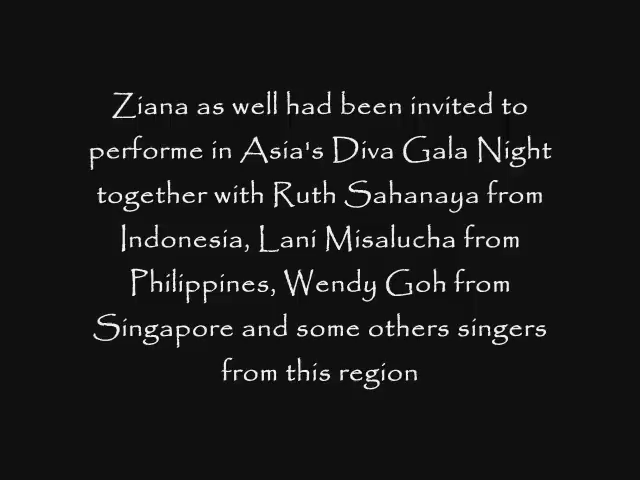 Ziana as well had been invited to
performe in Asia's Diva Gala Night
together with Ruth Sahanaya from
Indonesia, Lani Misalucha from
Philippines, Wendy Goh from
Singapore and some others singers
from this region